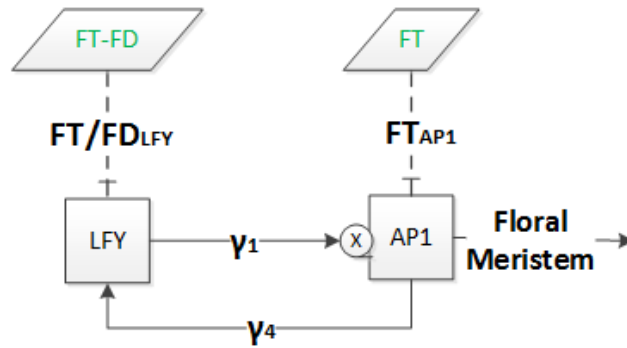 FT-FD
FT
FT/FDLFY
FTAP1
LFY
γ1
X
AP1
Floral
Meristem
γ4